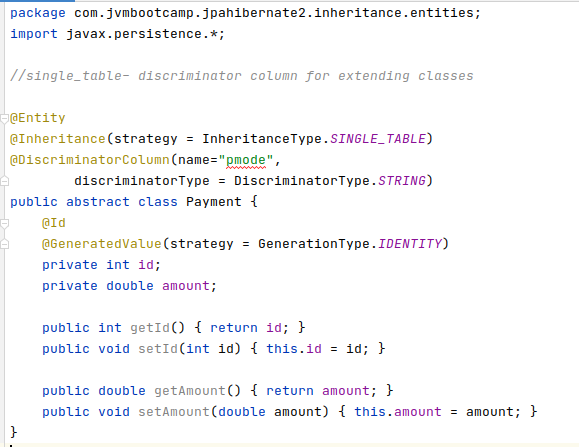 package com.jvmbootcamp.jpahibernate2.inheritance.entities;
import javax.persistence.*;
//single_table- discriminator column for extending classes
@Entity
@Inheritance(strategy = InheritanceType.SINGLE_TABLE)
@DiscriminatorColumn(name="pmode",
        discriminatorType = DiscriminatorType.STRING)
public abstract class Payment {
    @Id
    @GeneratedValue(strategy = GenerationType.IDENTITY)
    private int id;
    private double amount;
    public int getId() { return id; }
    public void setId(int id) { this.id = id; }
    public double getAmount() { return amount; }
    public void setAmount(double amount) { this.amount = amount; }
}